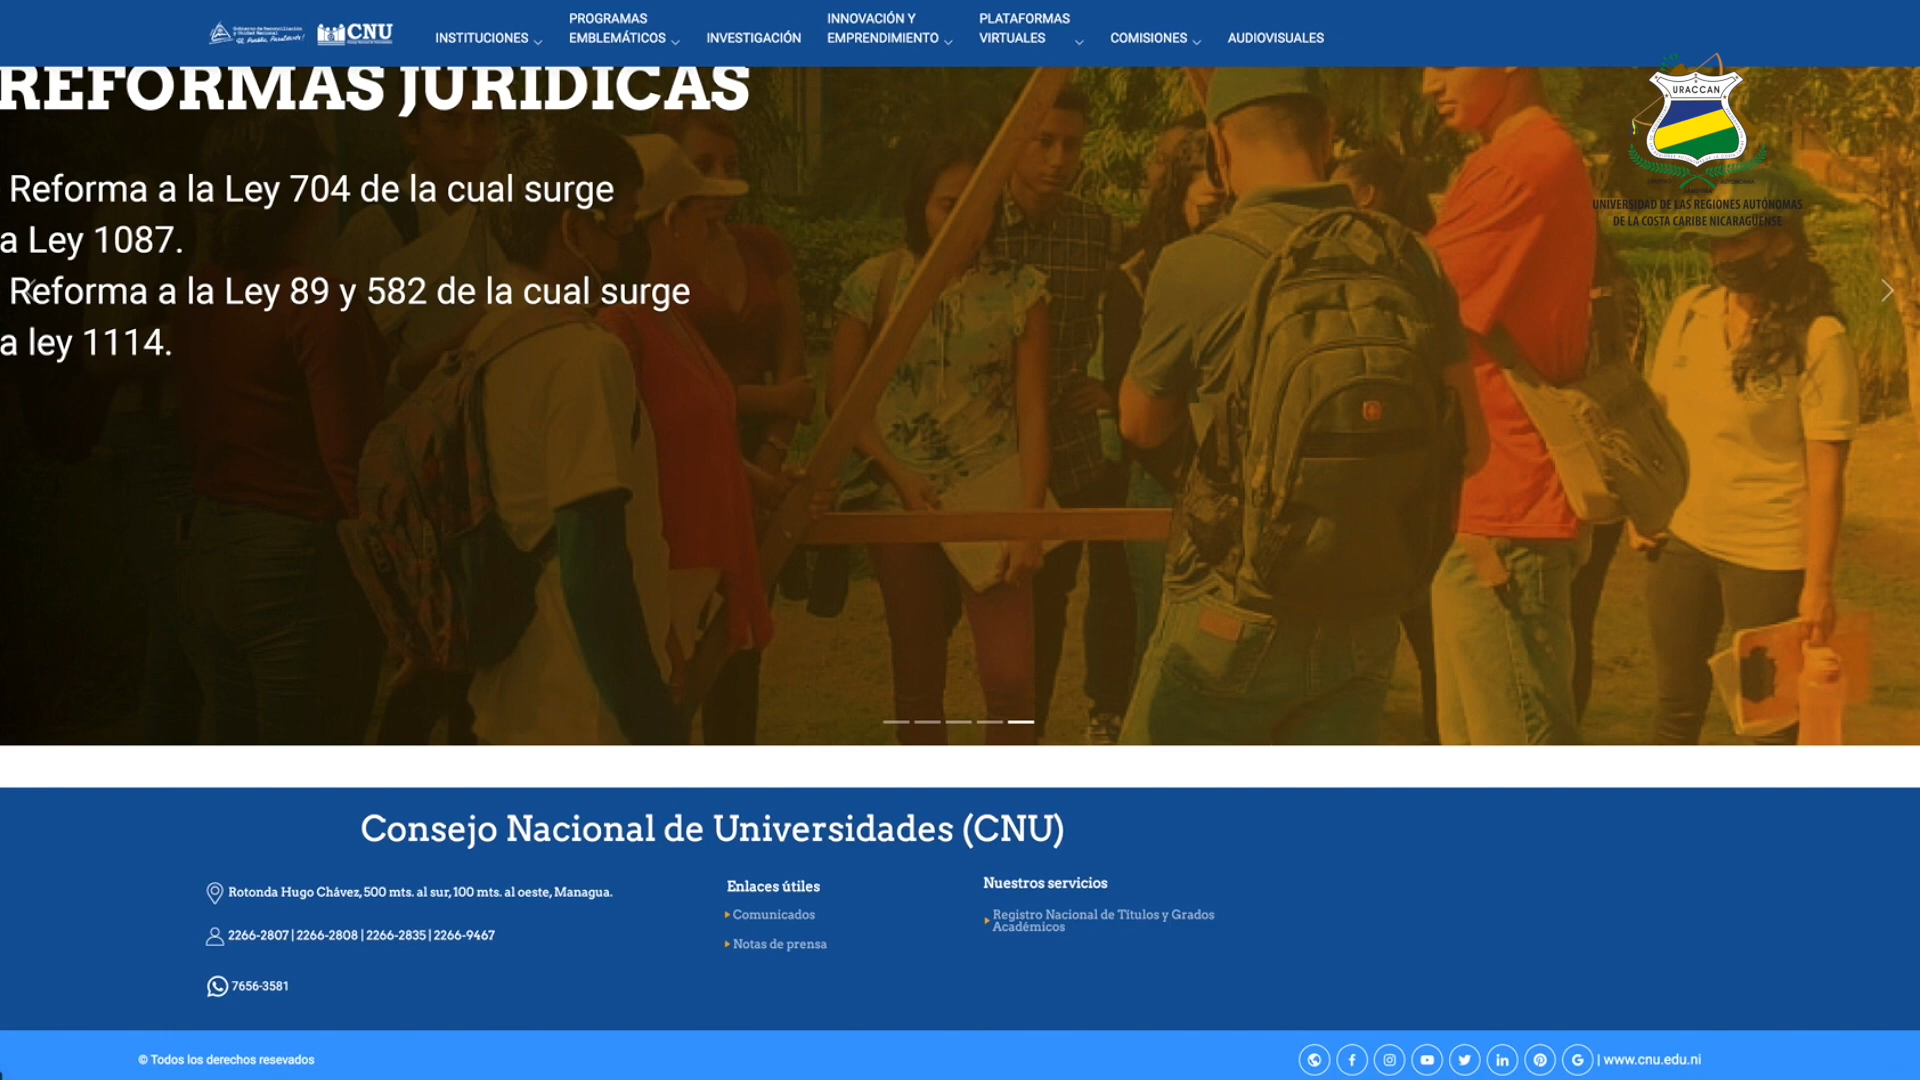 CNU
INSTITUCIONES
PROGRAMAS
EMBLEMÁTICOS
INVESTIGACIÓN
INNOVACIÓN Y
EMPRENDIMIENTO
PLATAFORMAS
VIRTUALES
COMISIONES
AUDIOVISUALES
REFORMAS JURIDICAS
Reforma a la Ley 704 de la cual surge
a Ley 1087.
Reforma a la Ley 89 y 582 de la cual surge
a ley 1114.
URACCAN
UNIVERSIDAD DE LAS REGIONES AUTÓNOMAS
DE LA COSTA CARIBE NICARAGÜENSE
Consejo Nacional de Universidades (CNU)
Rotonda Hugo Chávez, 500 mts. al sur, 100 mts. al oeste, Managua.
2266-2807 | 2266-2808 | 2266-2835 | 2266-9467
7656-3581
Enlaces útiles
Comunicados
Notas de prensa
Nuestros servicios
Registro Nacional de Títulos y Grados
Académicos
© Todos los derechos resevados
| www.cnu.edu.ni